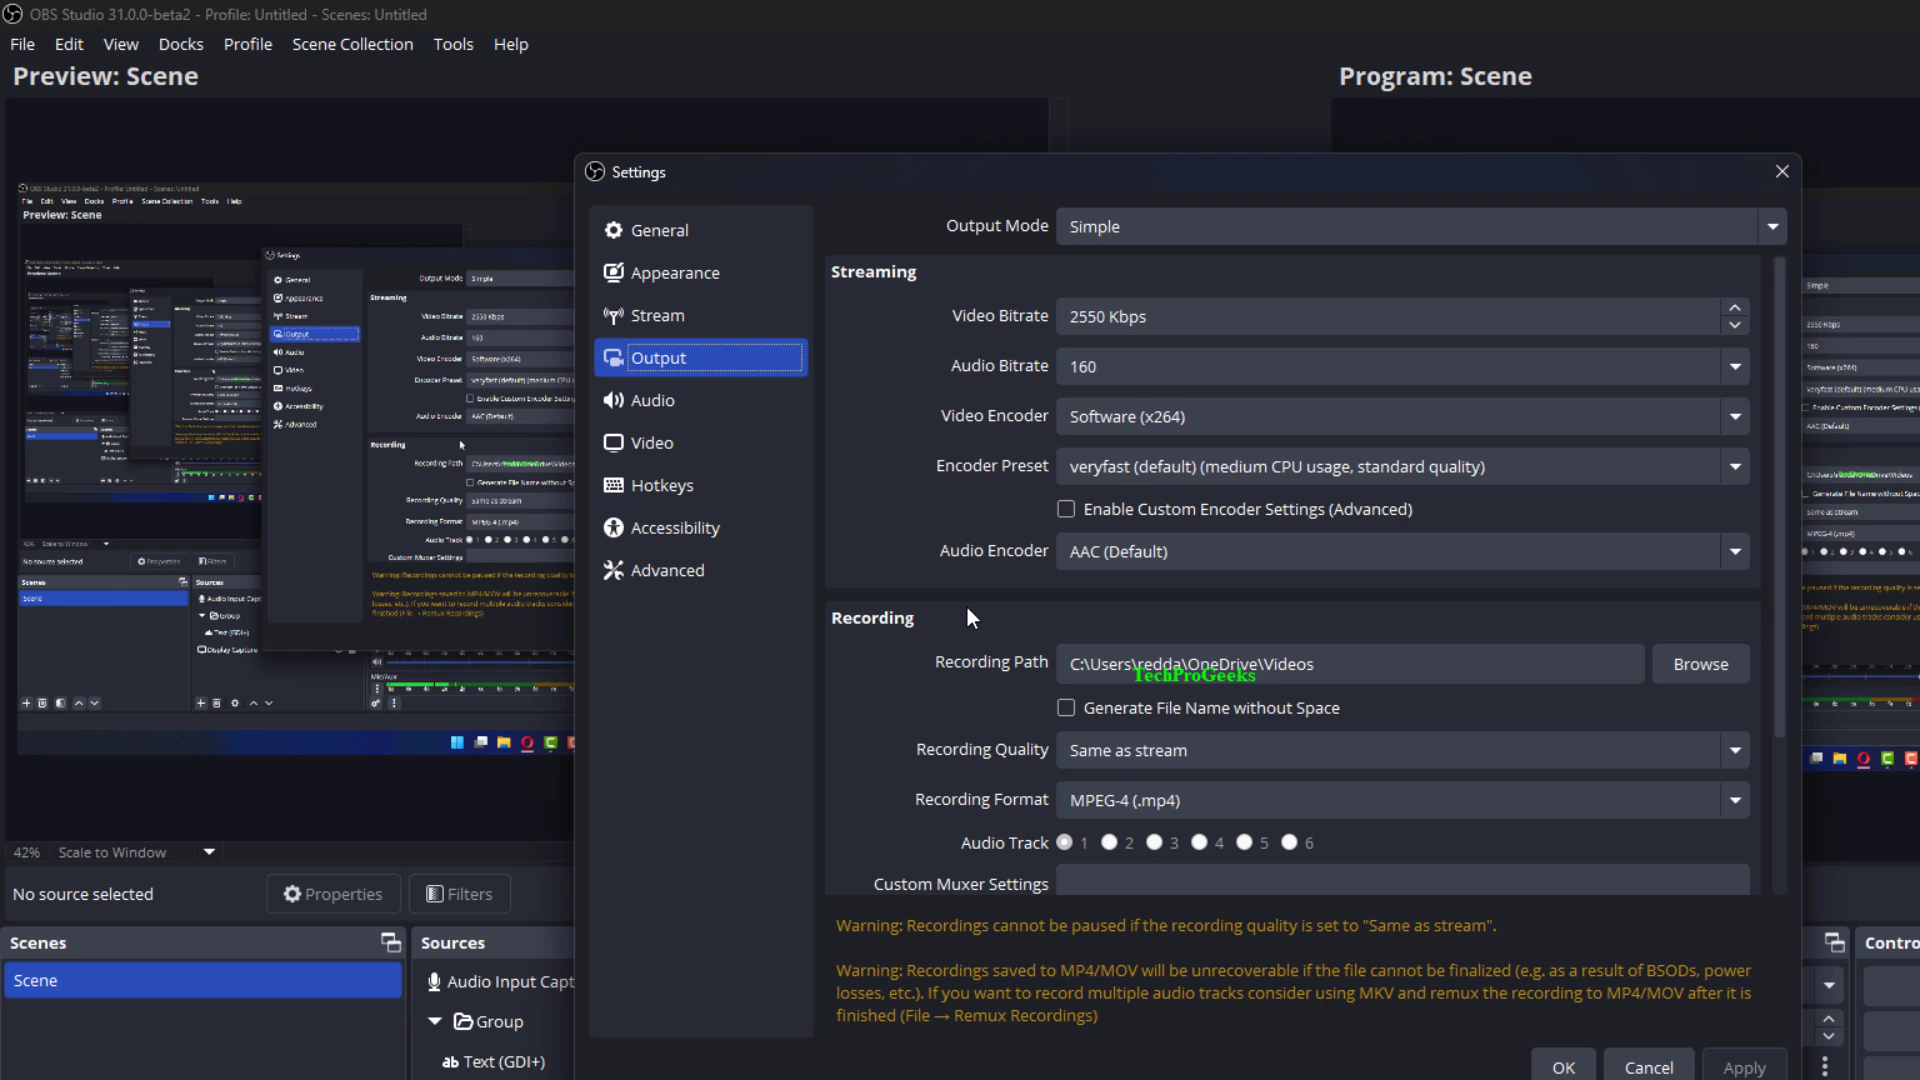 OBS Studio 31.0.0-beta2 - Profile: Untitled - Scenes: Untitled
File Edit View Docks Profile Scene Collection Tools Help
Preview: Scene
Program: Scene
Settings
General
Appearance
Stream
Output
Audio
Video
Hotkeys
Accessibility
Advanced
Output Mode Simple
Streaming
Video Bitrate 2550 Kbps
Audio Bitrate 160
Video Encoder Software (x264)
Encoder Preset veryfast (default) (medium CPU usage, standard quality)
Enable Custom Encoder Settings (Advanced)
Audio Encoder AAC (Default)
Recording
Recording Path C:\Users\redda\OneDrive\Videos Browse
TechProGeeks
Generate File Name without Space
Recording Quality Same as stream
Recording Format MPEG-4 (.mp4)
Audio Track 1 2 3 4 5 6
Custom Muxer Settings
Warning: Recordings cannot be paused if the recording quality is set to "Same as stream".
Warning: Recordings saved to MP4/MOV will be unrecoverable if the file cannot be finalized (e.g. as a result of BSODs, power
losses, etc.). If you want to record multiple audio tracks consider using MKV and remux the recording to MP4/MOV after it is
finished (File → Remux Recordings)
OK Cancel Apply
42% Scale to Window
No source selected Properties Filters
Scenes
Scene
Sources
Audio Input Capt
Group
ab Text (GDI+)
Contro